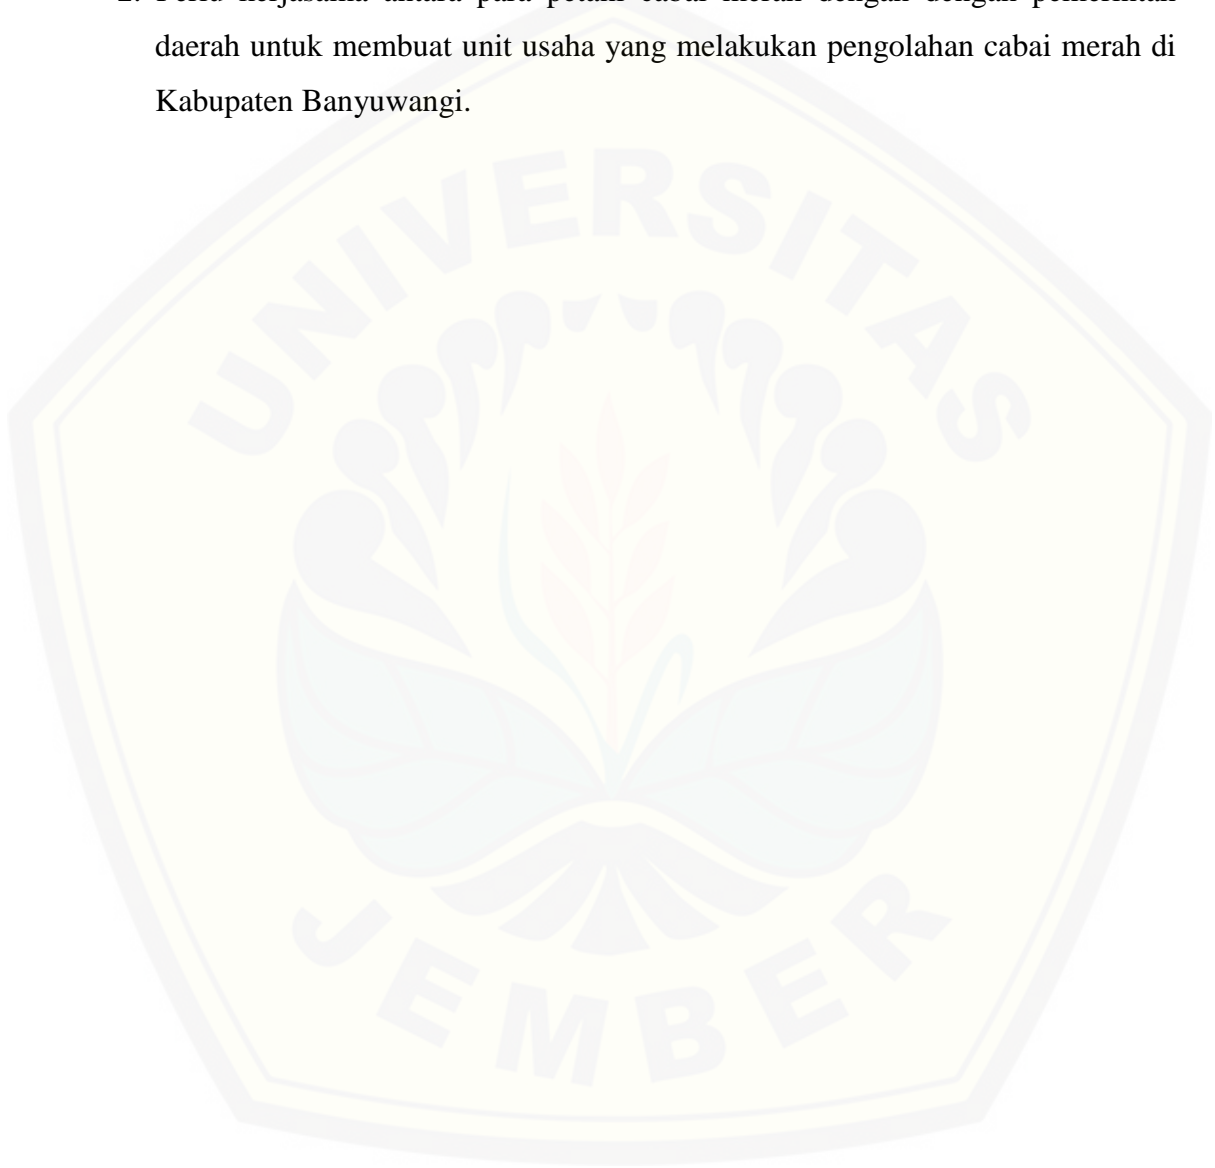 2. Perlu kerjasama antara para petani cabai merah dengan dengan pemerintah
daerah untuk membuat unit usaha yang melakukan pengolahan cabai merah di
Kabupaten Banyuwangi.
UNIVERSITAS
JEMBER